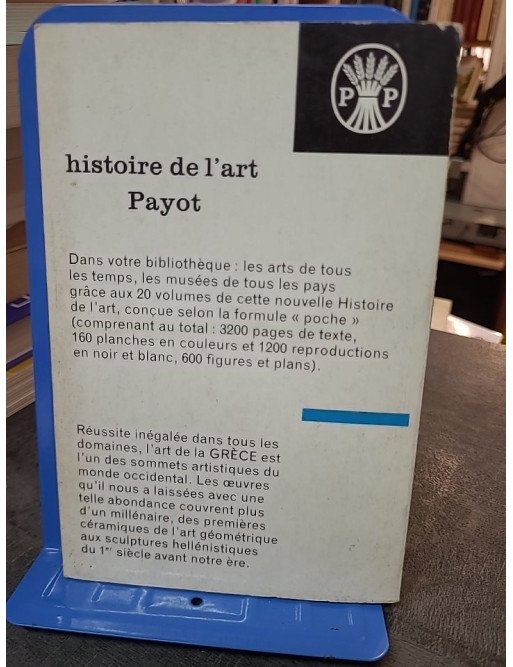 P P
histoire de l'art
Payot
Dans votre bibliothèque : les arts de tous
les temps, les musées de tous les pays
grâce aux 20 volumes de cette nouvelle Histoire
de l'art, conçue selon la formule « poche »
(comprenant au total : 3200 pages de texte,
160 planches en couleurs et 1200 reproductions
en noir et blanc, 600 figures et plans).
Réussite inégalée dans tous les
domaines, l'art de la GRÈCE est
l'un des sommets artistiques du
monde occidental. Les œuvres
qu'il nous a laissées avec une
telle abondance couvrent plus
d'un millénaire, des premières
céramiques de l'art géométrique
aux sculptures hellénistiques
du 1er siècle avant notre ère.